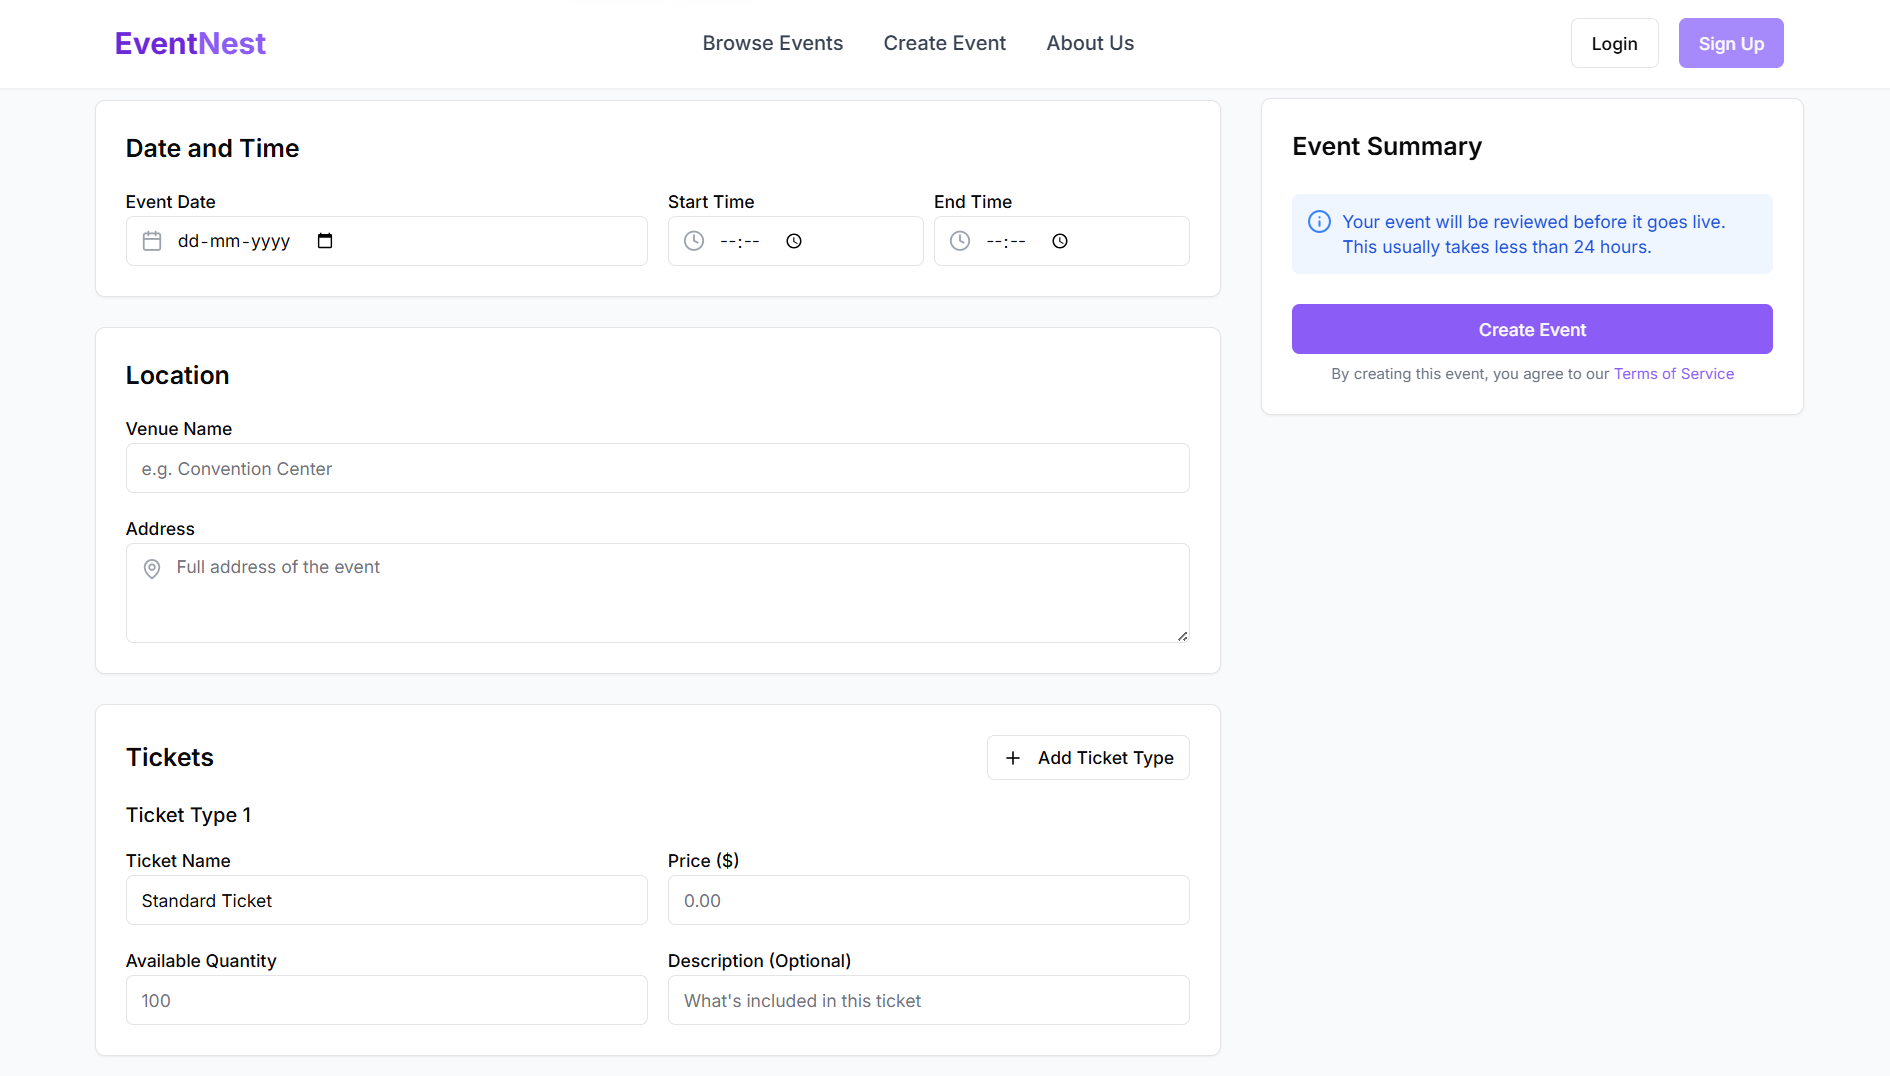 EventNest
Browse Events
Create Event
About Us
Login
Sign Up
Date and Time
Event Date
Start Time
End Time
dd-mm-yyyy
--:--
--:--
Location
Venue Name
e.g. Convention Center
Address
Full address of the event
Tickets
+ Add Ticket Type
Ticket Type 1
Ticket Name
Price ($)
Standard Ticket
0.00
Available Quantity
Description (Optional)
100
What's included in this ticket
Event Summary
Your event will be reviewed before it goes live.
This usually takes less than 24 hours.
Create Event
By creating this event, you agree to our Terms of Service